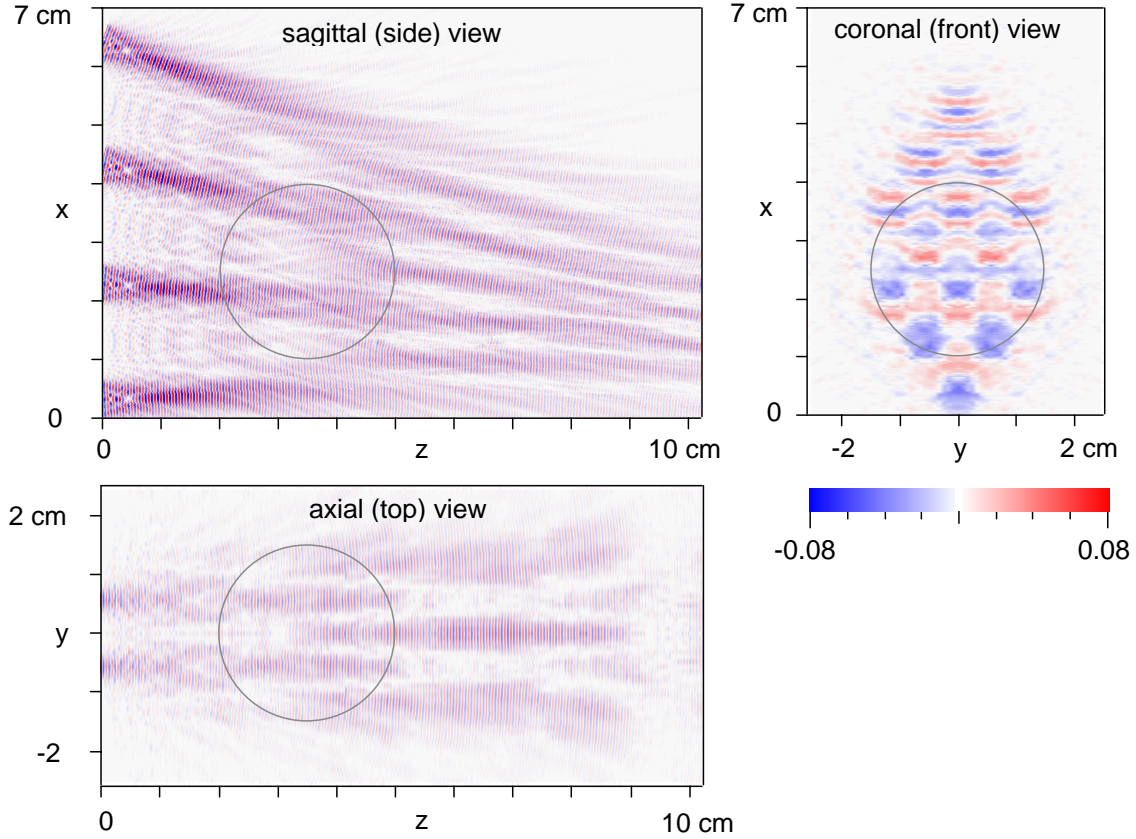 7 cm
sagittal (side) view
x
0
0
z
10 cm
7 cm
coronal (front) view
x
0
-2
y
2 cm
-0.08
0.08
2 cm
axial (top) view
y
-2
0
z
10 cm